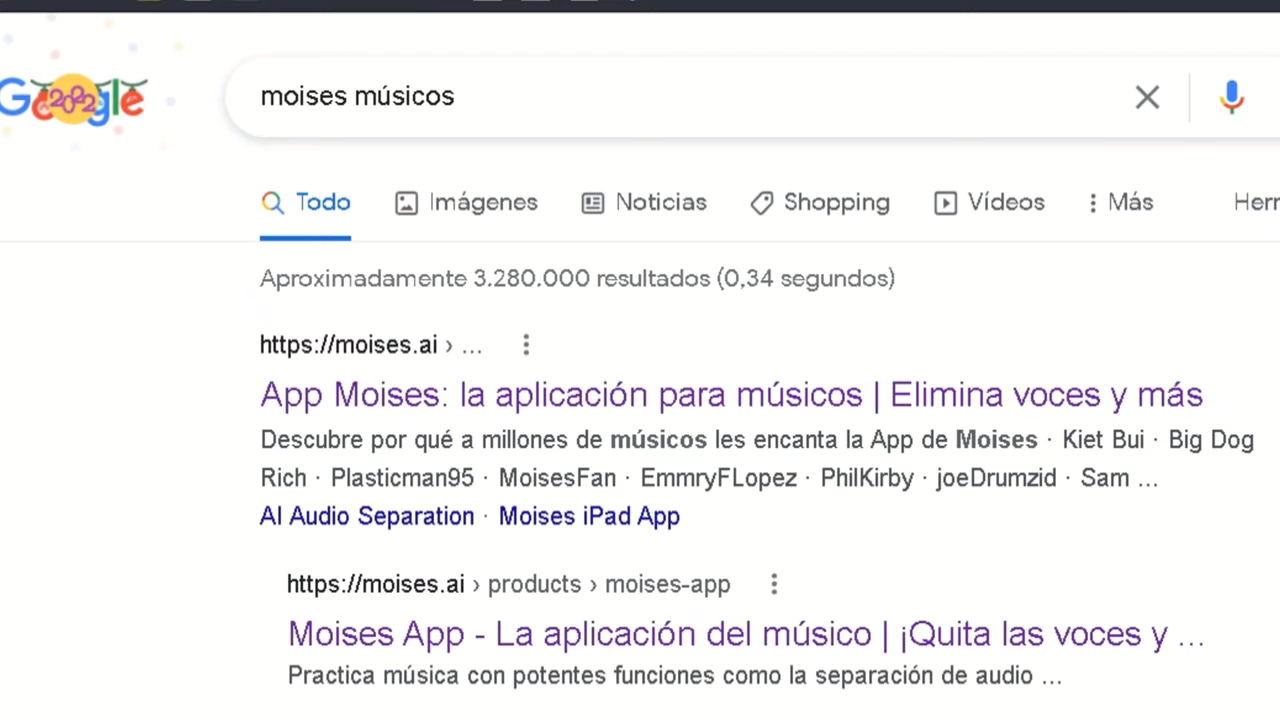 Google 2022
moises músicos
Todo Imágenes Noticias Shopping Vídeos Más Herr
Aproximadamente 3.280.000 resultados (0,34 segundos)
https://moises.ai › ...
App Moises: la aplicación para músicos | Elimina voces y más
Descubre por qué a millones de músicos les encanta la App de Moises · Kiet Bui · Big Dog
Rich · Plasticman95 · MoisesFan · EmmryFLopez · PhilKirby · joeDrumzid · Sam ...
AI Audio Separation · Moises iPad App
https://moises.ai › products › moises-app
Moises App - La aplicación del músico | ¡Quita las voces y ...
Practica música con potentes funciones como la separación de audio ...